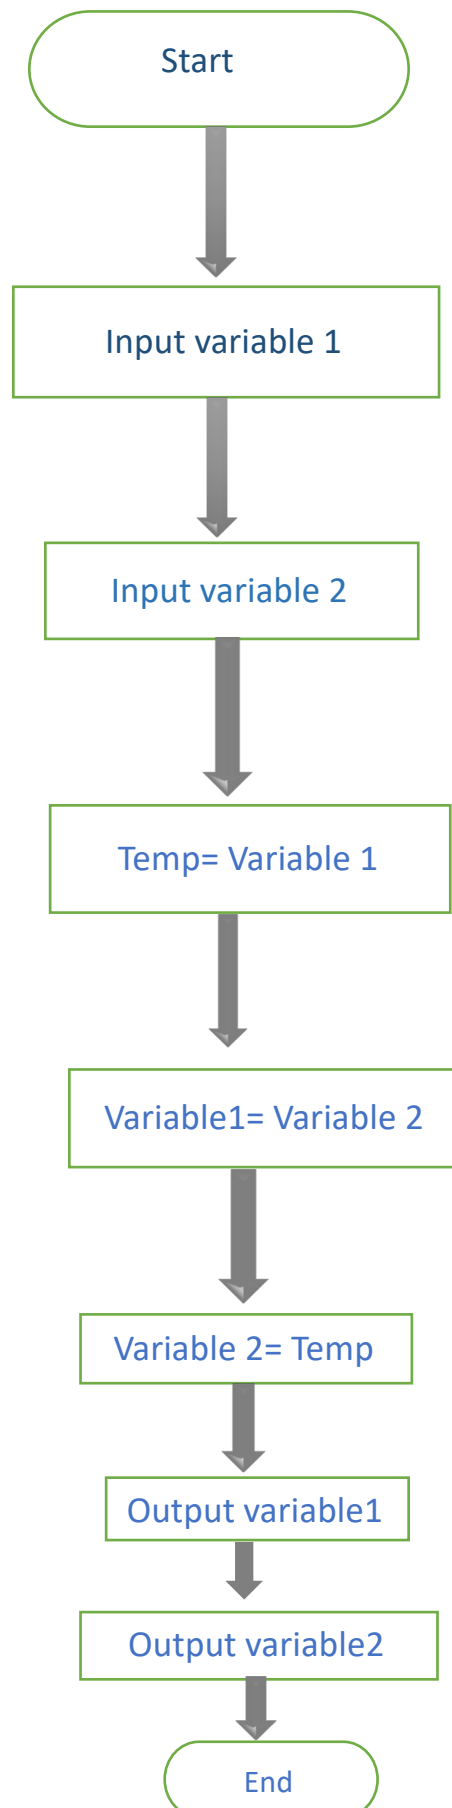 Start
Input variable 1
Input variable 2
Temp= Variable 1
Variable1= Variable 2
Variable 2= Temp
Output variable1
Output variable2
End